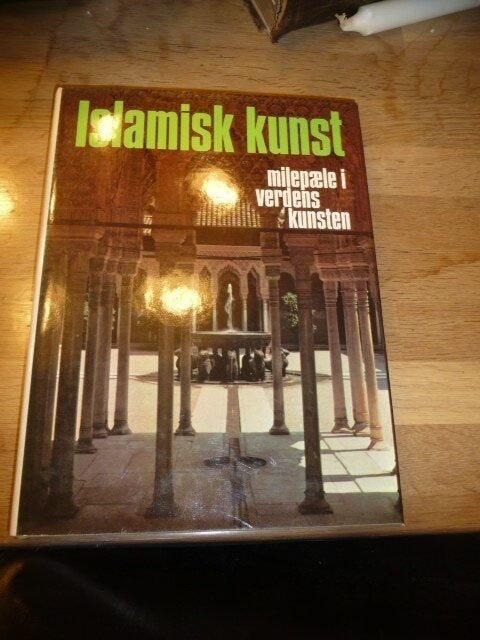 Islamisk kunst
milepæle i
verdens
kunsten